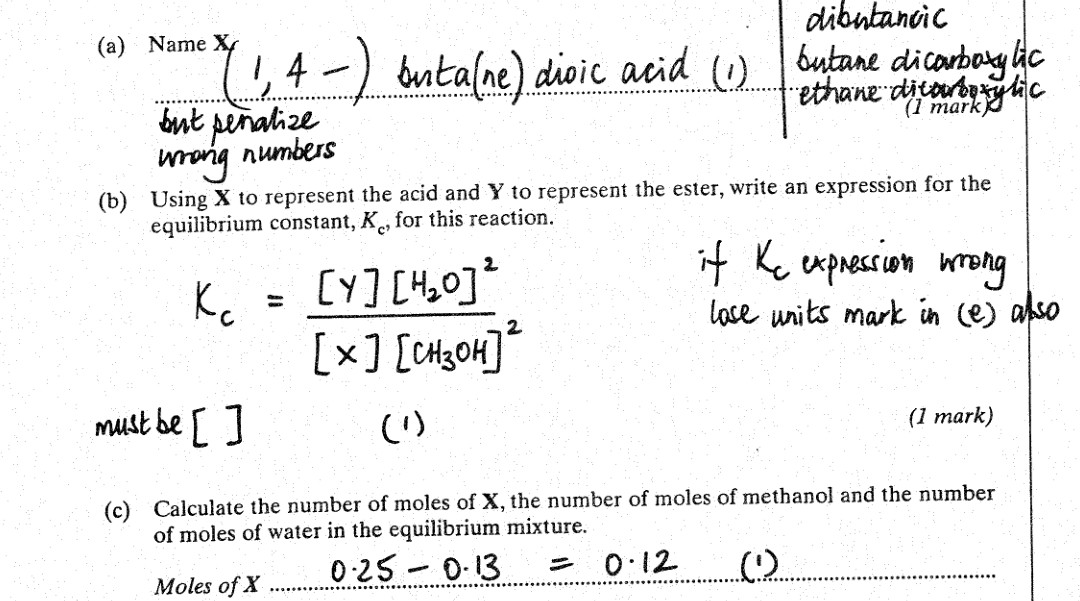 dibutanoic
(a) Name X
(1, 4 -) buta(ne) dioic acid (1)
butane dicarboxylic
ethane dicarboxylic
(1 mark)
but penalize
wrong numbers
(b) Using X to represent the acid and Y to represent the ester, write an expression for the
equilibrium constant, Kc, for this reaction.
Kc = [Y] [H2O]²
[X] [CH3OH]²
if Kc expression wrong
lose units mark in (e) also
must be [ ] (1)
(1 mark)
(c) Calculate the number of moles of X, the number of moles of methanol and the number
of moles of water in the equilibrium mixture.
Moles of X 0.25 – 0.13 = 0.12 (1)